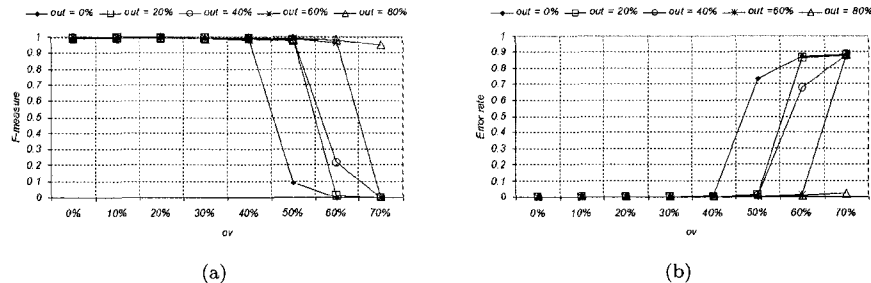 out = 0% out = 20% out = 40% out =60% out = 80%
1
0.9
0.8
0.7
0.6
0.5
0.4
0.3
0.2
0.1
0
F-measure
0% 10% 20% 30% 40% 50% 60% 70%
ov
(a)
out = 0% out = 20% out = 40% out =60% out = 80%
1
0.9
0.8
0.7
0.6
0.5
0.4
0.3
0.2
0.1
0
Error rate
0% 10% 20% 30% 40% 50% 60% 70%
ov
(b)